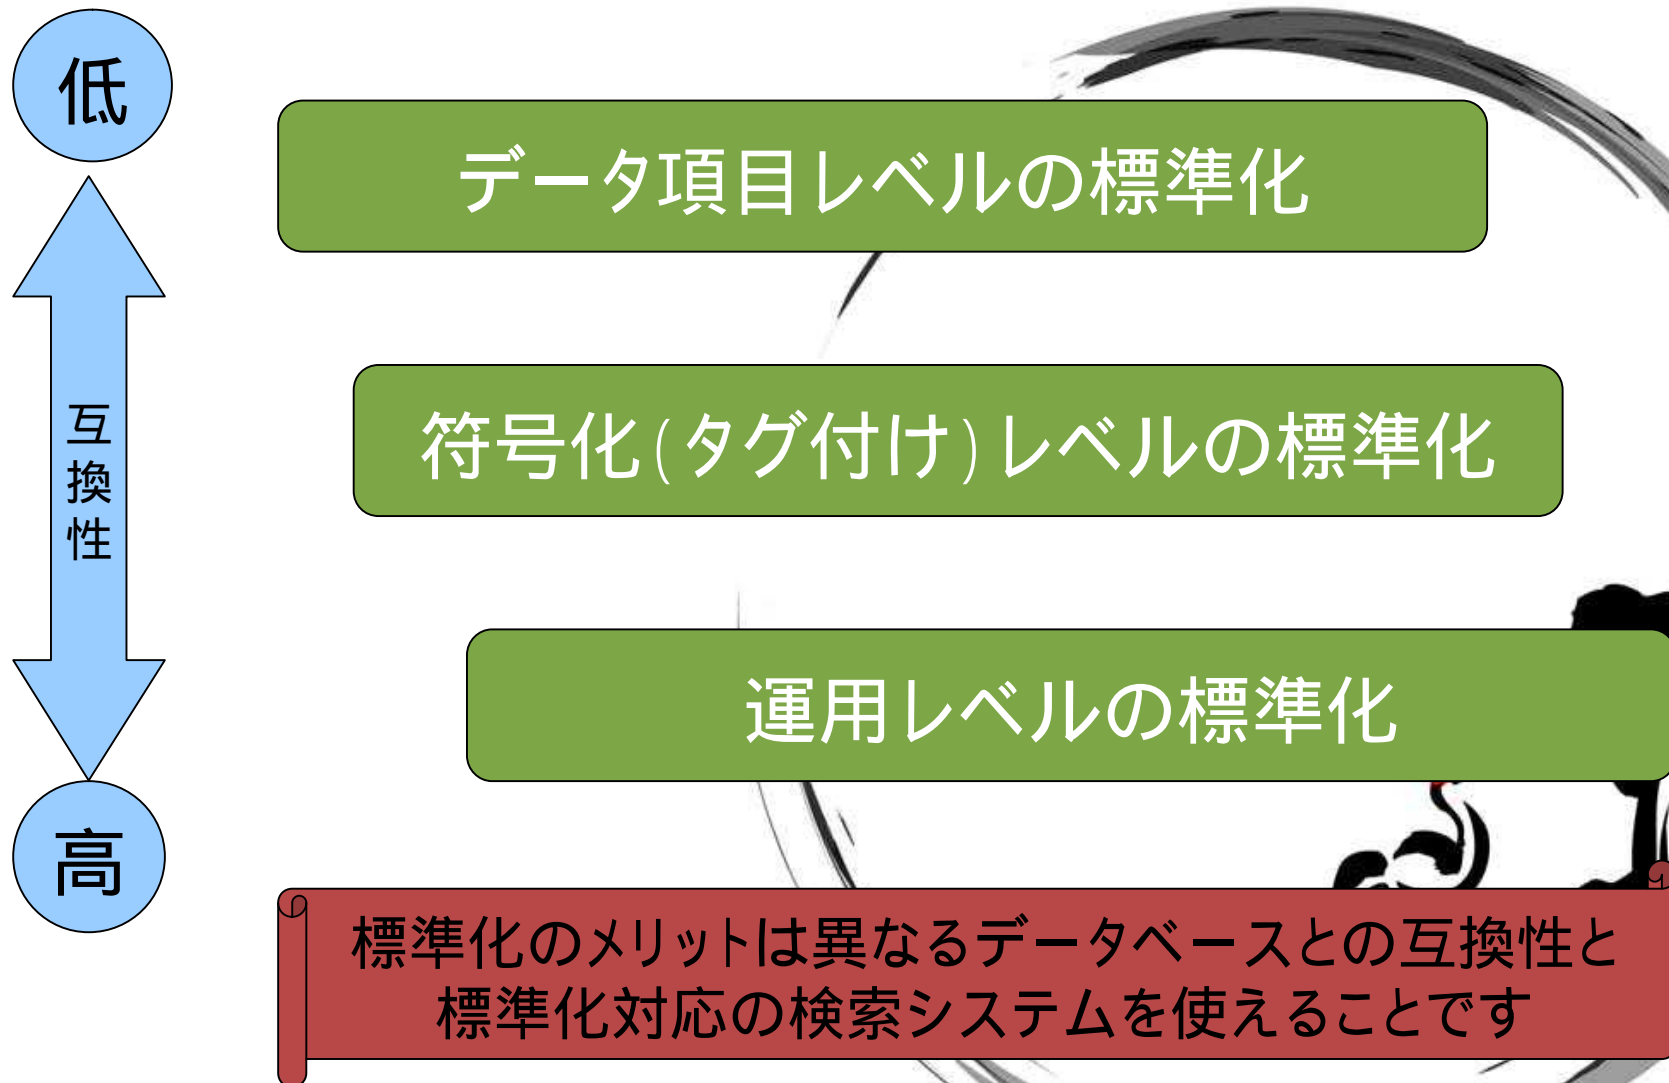 低
データ項目レベルの標準化
符号化(タグ付け)レベルの標準化
互換性
運用レベルの標準化
高
標準化のメリットは異なるデータベースとの互換性と
標準化対応の検索システムを使えることです